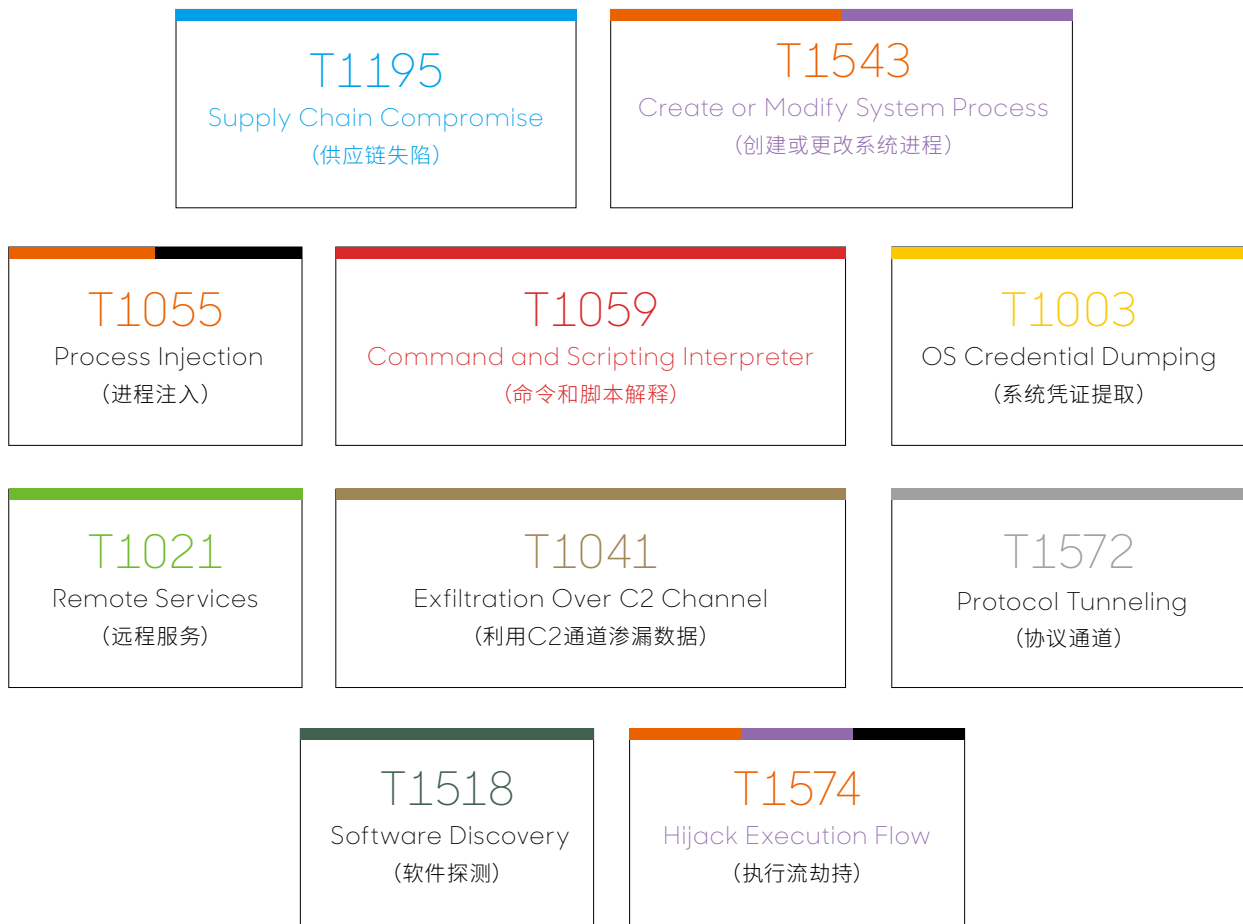 T1195
Supply Chain Compromise
（供应链失陷）
T1543
Create or Modify System Process
（创建或更改系统进程）
T1055
Process Injection
（进程注入）
T1059
Command and Scripting Interpreter
（命令和脚本解释）
T1003
OS Credential Dumping
（系统凭证提取）
T1021
Remote Services
（远程服务）
T1041
Exfiltration Over C2 Channel
（利用C2通道渗漏数据）
T1572
Protocol Tunneling
（协议通道）
T1518
Software Discovery
（软件探测）
T1574
Hijack Execution Flow
（执行流劫持）